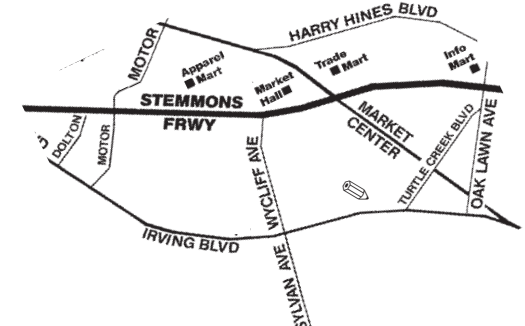 HARRY HINES BLVD
MOTOR
Apparel
Mart
Trade
Mart
Info
Mart
Market
Hall
STEMMONS
FRWY
MARKET
CENTER
DOLTON
MOTOR
WYCLIFF AVE
TURTLE CREEK BLVD
OAK LAWN AVE
IRVING BLVD
SYLVAN AVE